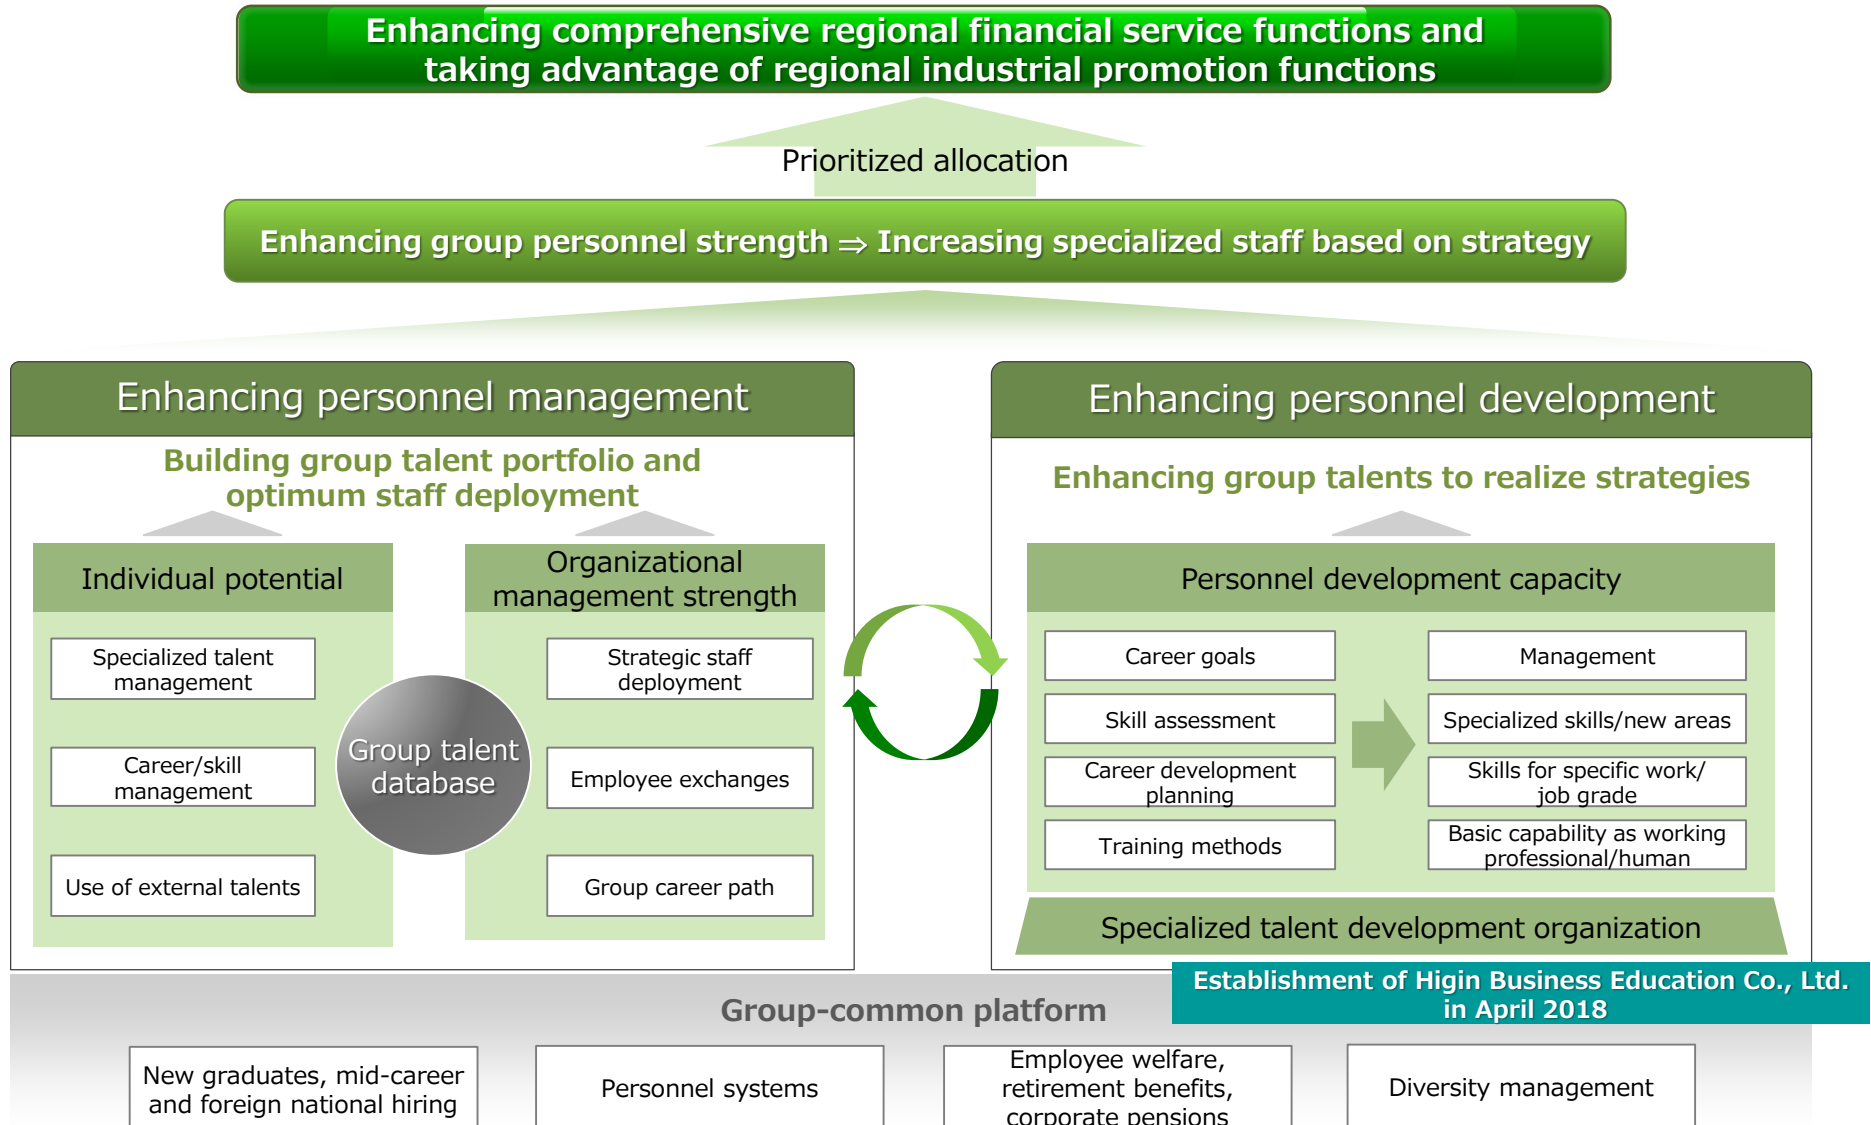 Enhancing comprehensive regional financial service functions and
taking advantage of regional industrial promotion functions
Prioritized allocation
Enhancing group personnel strength ⇒ Increasing specialized staff based on strategy
Enhancing personnel management
Building group talent portfolio and
optimum staff deployment
Individual potential
Specialized talent
management
Career/skill
management
Use of external talents
Group talent
database
Organizational
management strength
Strategic staff
deployment
Employee exchanges
Group career path
Enhancing personnel development
Enhancing group talents to realize strategies
Personnel development capacity
Career goals
Skill assessment
Career development
planning
Training methods
Management
Specialized skills/new areas
Skills for specific work/
job grade
Basic capability as working
professional/human
Specialized talent development organization
Establishment of Higin Business Education Co., Ltd.
in April 2018
Group-common platform
New graduates, mid-career
and foreign national hiring
Personnel systems
Employee welfare,
retirement benefits,
corporate pensions
Diversity management